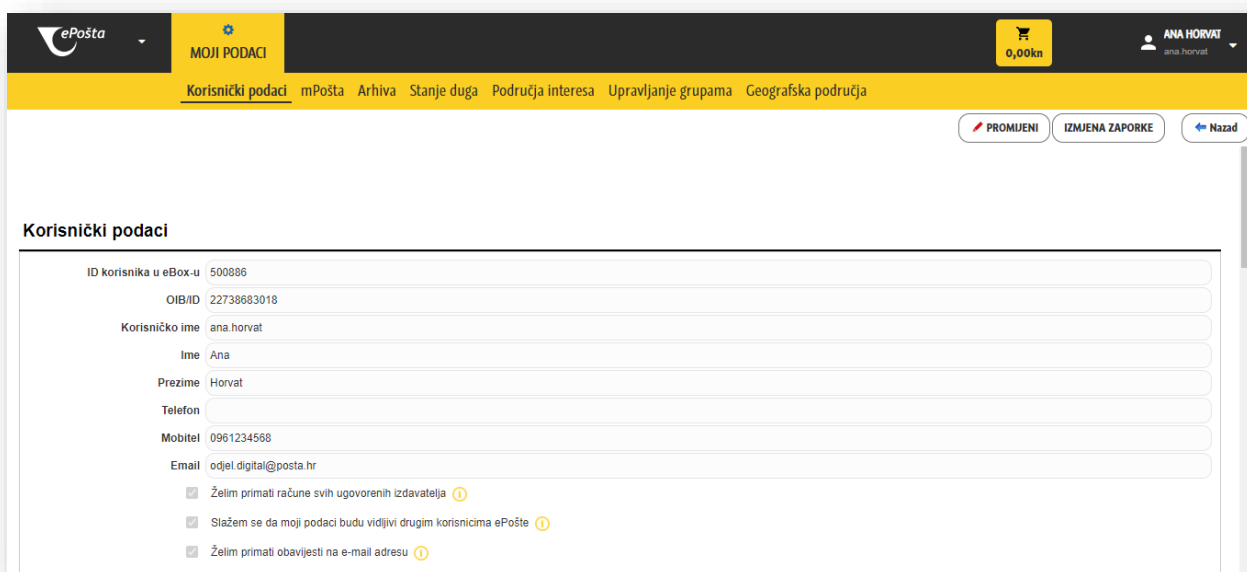 ePošta
MOJI PODACI
0,00kn
ANA HORVAT
ana.horvat
Korisnički podaci mPošta Arhiva Stanje duga Područja interesa Upravljanje grupama Geografska područja
PROMIJENI IZMJENA ZAPORKE Nazad
Korisnički podaci
ID korisnika u eBox-u 500886
OIB/ID 22738683018
Korisničko ime ana.horvat
Ime Ana
Prezime Horvat
Telefon
Mobitel 0961234568
Email odjel.digital@posta.hr
Želim primati račune svih ugovorenih izdavatelja
Slažem se da moji podaci budu vidljivi drugim korisnicima ePošte
Želim primati obavijesti na e-mail adresu